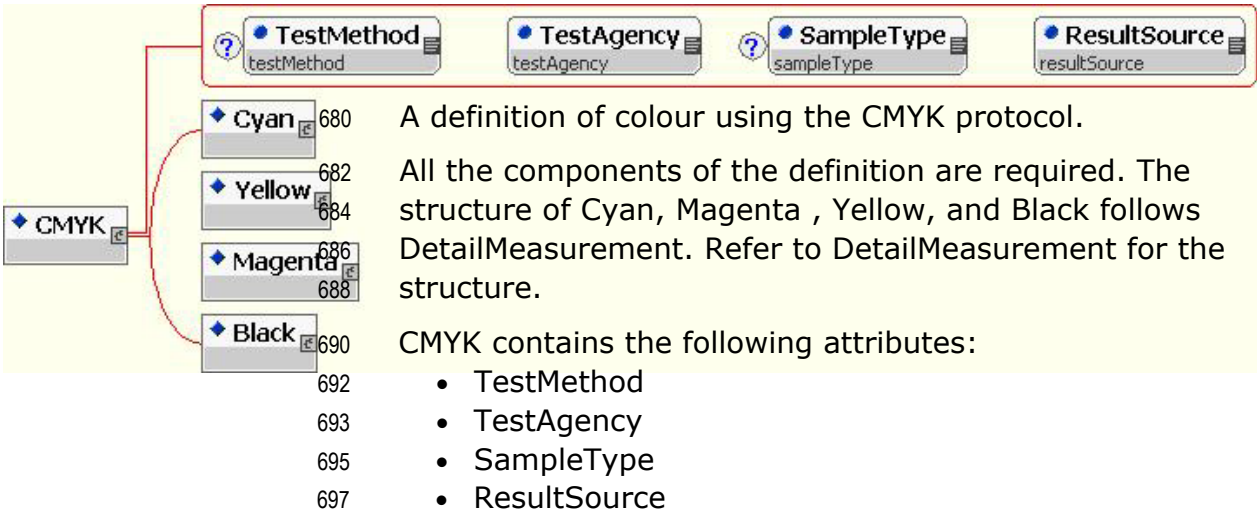 TestMethod TestAgency SampleType ResultSource
? testMethod testAgency ? sampleType resultSource
CMYK
Cyan
Yellow
Magenta
Black
680 A definition of colour using the CMYK protocol.
682 All the components of the definition are required. The
684 structure of Cyan, Magenta , Yellow, and Black follows
686 DetailMeasurement. Refer to DetailMeasurement for the
688 structure.
690 CMYK contains the following attributes:
692 • TestMethod
693 • TestAgency
695 • SampleType
697 • ResultSource